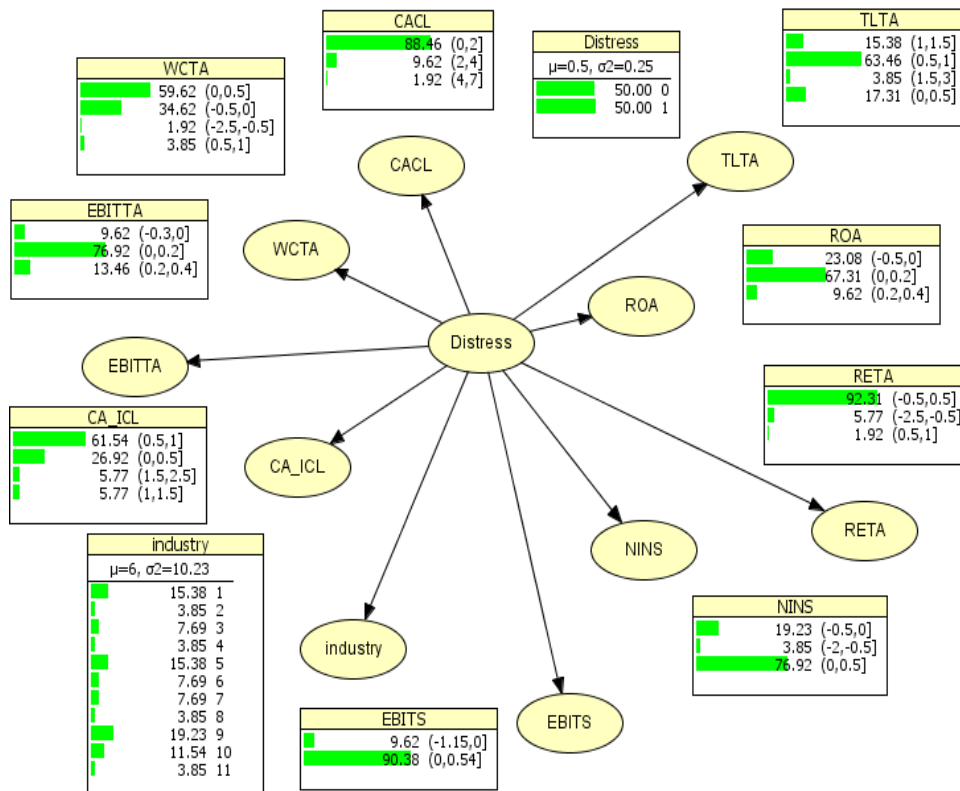 CACL
88.46 (0,2]
9.62 (2,4]
1.92 (4,7]
Distress
μ=0.5, σ2=0.25
50.00 0
50.00 1
TLTA
15.38 (1,1.5]
63.46 (0.5,1]
3.85 (1.5,3]
17.31 (0,0.5]
WCTA
59.62 (0,0.5]
34.62 (-0.5,0]
1.92 (-2.5,-0.5]
3.85 (0.5,1]
CACL
TLTA
EBITTA
9.62 (-0.3,0]
76.92 (0,0.2]
13.46 (0.2,0.4]
WCTA
ROA
23.08 (-0.5,0]
67.31 (0,0.2]
9.62 (0.2,0.4]
ROA
Distress
EBITTA
RETA
92.31 (-0.5,0.5]
5.77 (-2.5,-0.5]
1.92 (0.5,1]
CA_ICL
61.54 (0.5,1]
26.92 (0,0.5]
5.77 (1.5,2.5]
5.77 (1,1.5]
CA_ICL
RETA
NINS
industry
μ=6, σ2=10.23
15.38 1
3.85 2
7.69 3
3.85 4
15.38 5
7.69 6
7.69 7
3.85 8
19.23 9
11.54 10
3.85 11
industry
NINS
19.23 (-0.5,0]
3.85 (-2,-0.5]
76.92 (0,0.5]
EBITS
9.62 (-1.15,0]
90.38 (0,0.54]
EBITS